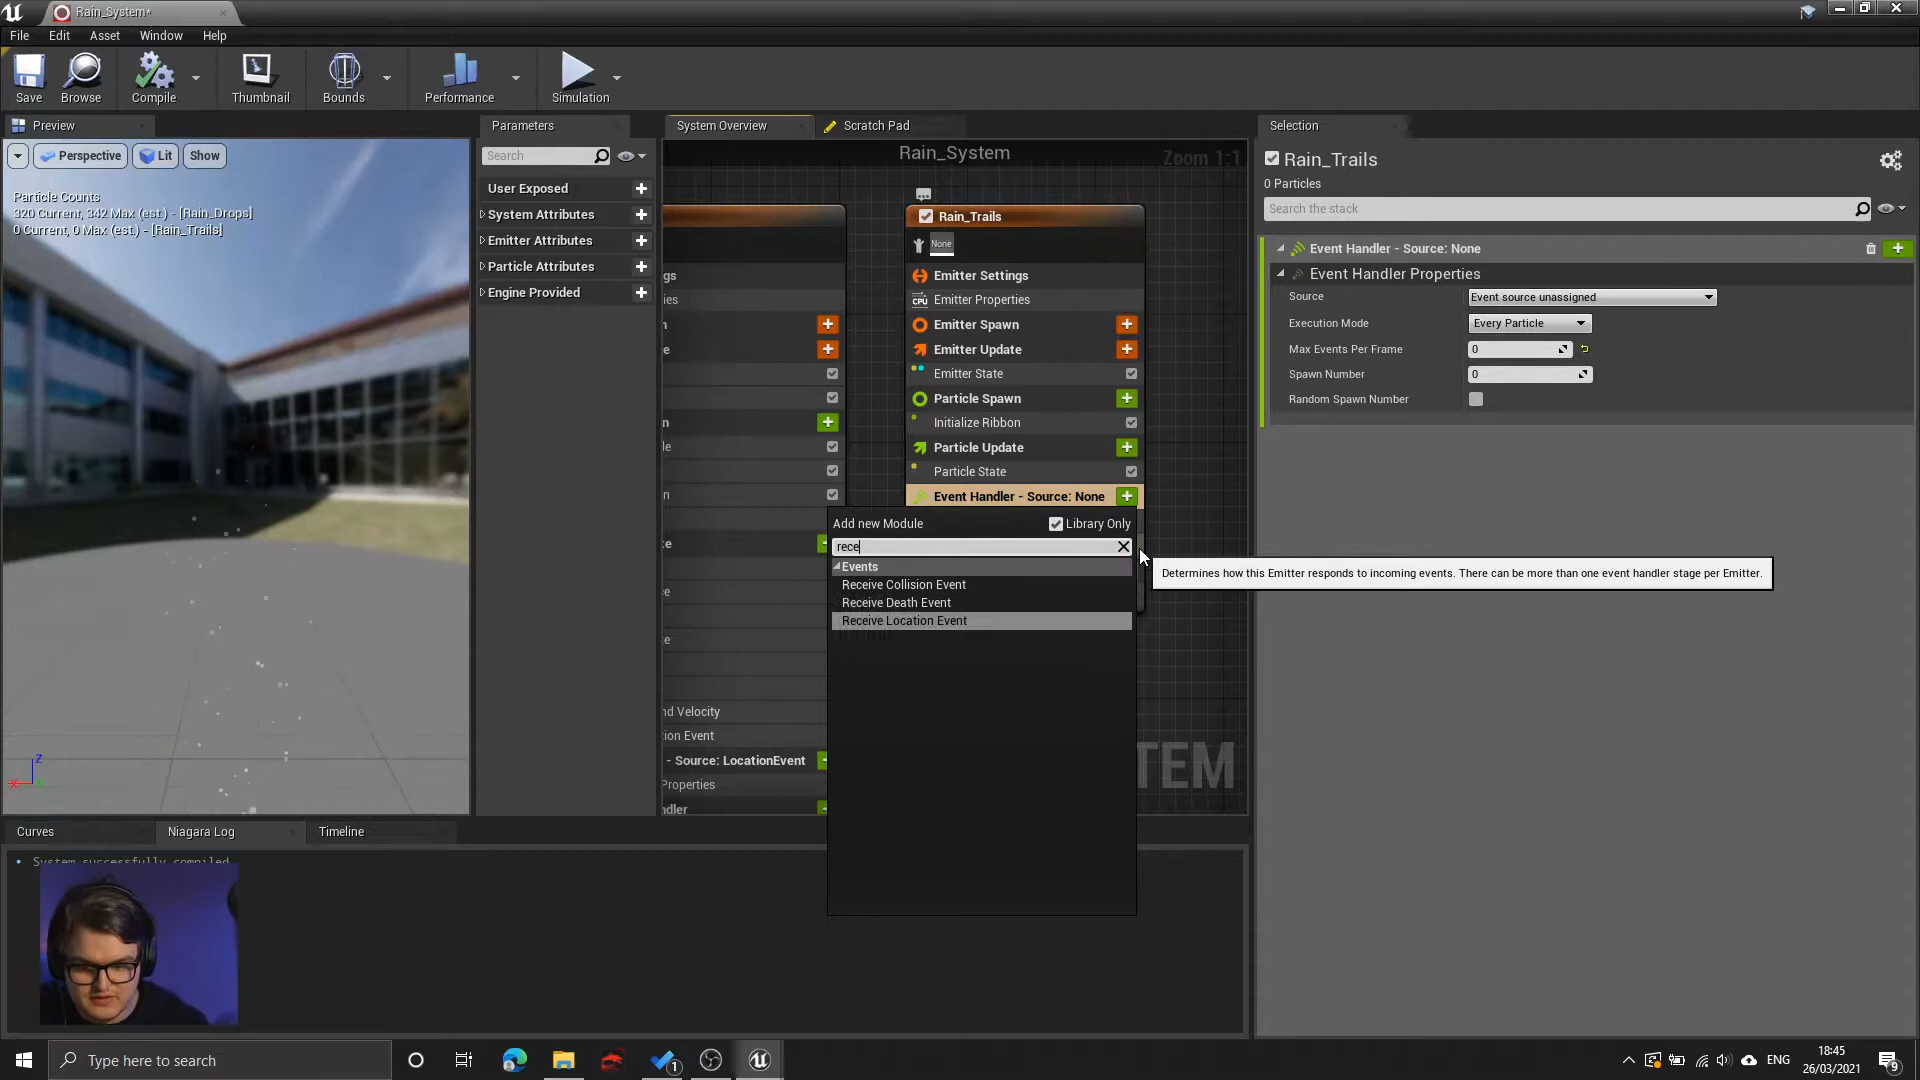 Rain_System*
File Edit Asset Window Help
Save Browse Compile Thumbnail Bounds Performance Simulation
Preview
Perspective Lit Show
Particle Counts
320 Current, 342 Max (est.) - [Rain_Drops]
0 Current, 0 Max (est.) - [Rain_Trails]
Z
X
Parameters
Search
User Exposed
System Attributes
Emitter Attributes
Particle Attributes
Engine Provided
System Overview Scratch Pad
Rain_System
Zoom 1:1
gs
ies
n
e
n
le
n
te
e
e
nd Velocity
ion Event
- Source: LocationEvent
Properties
ndler
Rain_Trails
None
Emitter Settings
CPU Emitter Properties
Emitter Spawn
Emitter Update
Emitter State
Particle Spawn
Initialize Ribbon
Particle Update
Particle State
Event Handler - Source: None
Add new Module Library Only
rece
Events
Receive Collision Event
Receive Death Event
Receive Location Event
TEM
Determines how this Emitter responds to incoming events. There can be more than one event handler stage per Emitter.
Selection
Rain_Trails
0 Particles
Search the stack
Event Handler - Source: None
Event Handler Properties
Source Event source unassigned
Execution Mode Every Particle
Max Events Per Frame 0
Spawn Number 0
Random Spawn Number
Curves Niagara Log Timeline
System successfully compiled
Type here to search
1
ENG
18:45
26/03/2021
9